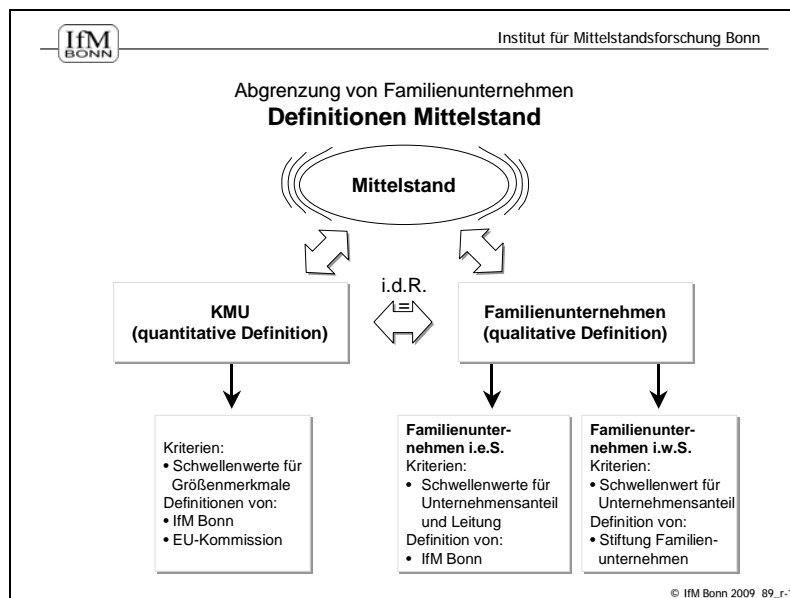 IfM
BONN
Institut für Mittelstandsforschung Bonn
Abgrenzung von Familienunternehmen
Definitionen Mittelstand
Mittelstand
i.d.R.
=
KMU
(quantitative Definition)
Familienunternehmen
(qualitative Definition)
Kriterien:
• Schwellenwerte für
Größenmerkmale
Definitionen von:
• IfM Bonn
• EU-Kommission
Familienunter-
nehmen i.e.S.
Kriterien:
• Schwellenwerte für
Unternehmensanteil
und Leitung
Definition von:
• IfM Bonn
Familienunter-
nehmen i.w.S.
Kriterien:
• Schwellenwert für
Unternehmensanteil
Definition von:
• Stiftung Familien-
unternehmen
© IfM Bonn 2009 89_r-1